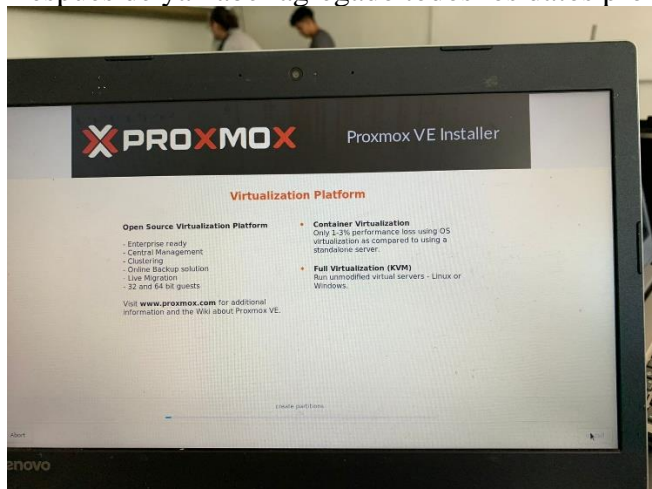 PROXMOX
Proxmox VE Installer
Virtualization Platform
Open Source Virtualization Platform
- Enterprise ready
- Central Management
- Clustering
- Online Backup solution
- Live Migration
- 32 and 64 bit guests
Visit www.proxmox.com for additional
information and the Wiki about Proxmox VE.
• Container Virtualization
Only 1-3% performance loss using OS
virtualization as compared to using a
standalone server.
• Full Virtualization (KVM)
Run unmodified virtual servers - Linux or
Windows.
create partitions
About
enovo